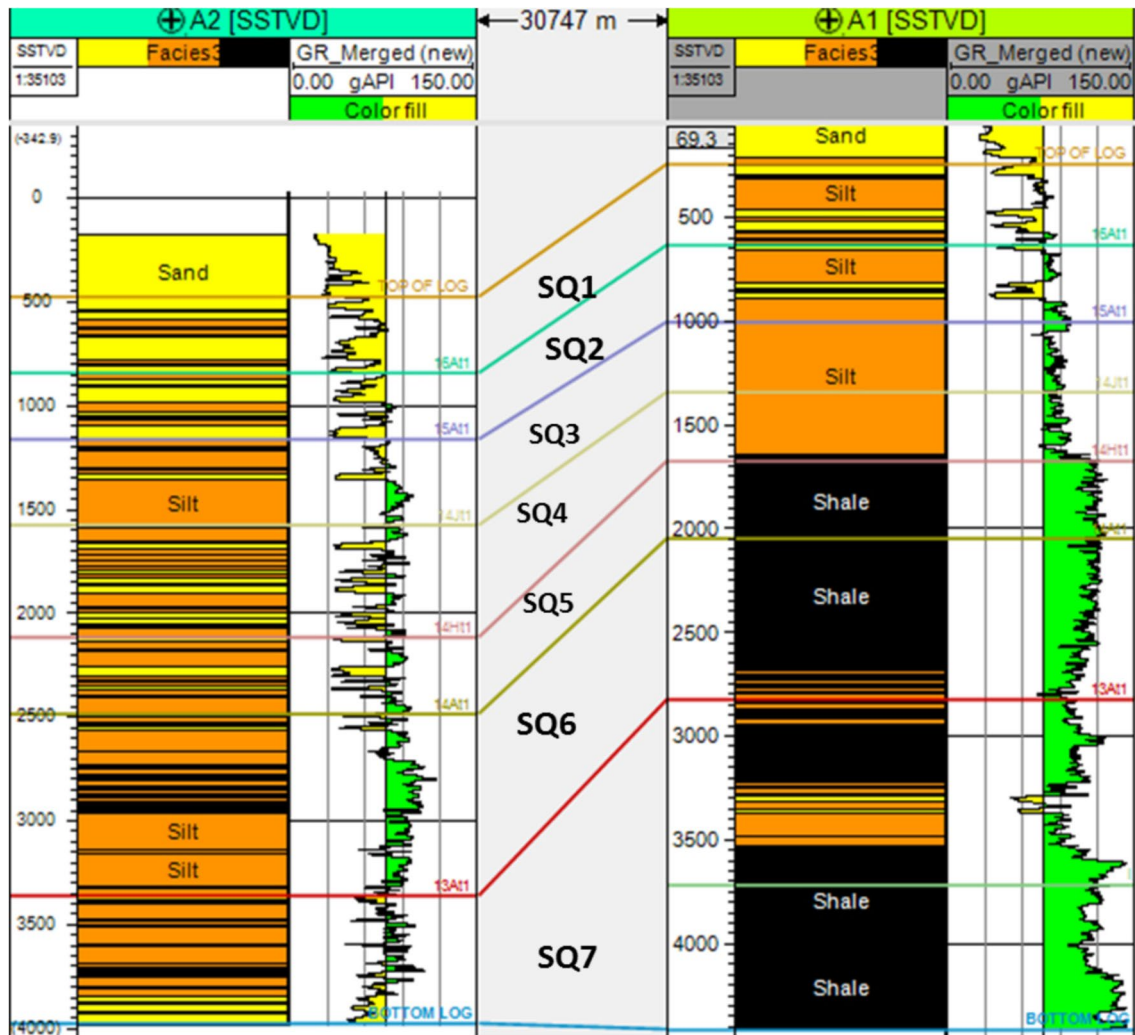 A2 [SSTVD]
30747 m
A1 [SSTVD]
SSTVD
Facies3
GR_Merged (new)
1:35103
0.00 gAPI 150.00
Color fill
SSTVD
Facies3
GR_Merged (new)
1:35103
0.00 gAPI 150.00
Color fill
(-342.9)
0
500
1000
1500
2000
2500
3000
3500
(4000)
Sand
Silt
Silt
Silt
TOP OF LOG
15At1
15At1
14Jt1
14Ht1
14At1
13At1
BOTTOM LOG
SQ1
SQ2
SQ3
SQ4
SQ5
SQ6
SQ7
69.3
500
1000
1500
2000
2500
3000
3500
4000
Sand
Silt
Silt
Silt
Shale
Shale
Shale
Shale
TOP OF LOG
15At1
15At1
14Jt1
14Ht1
13At1
BOTTOM LOG